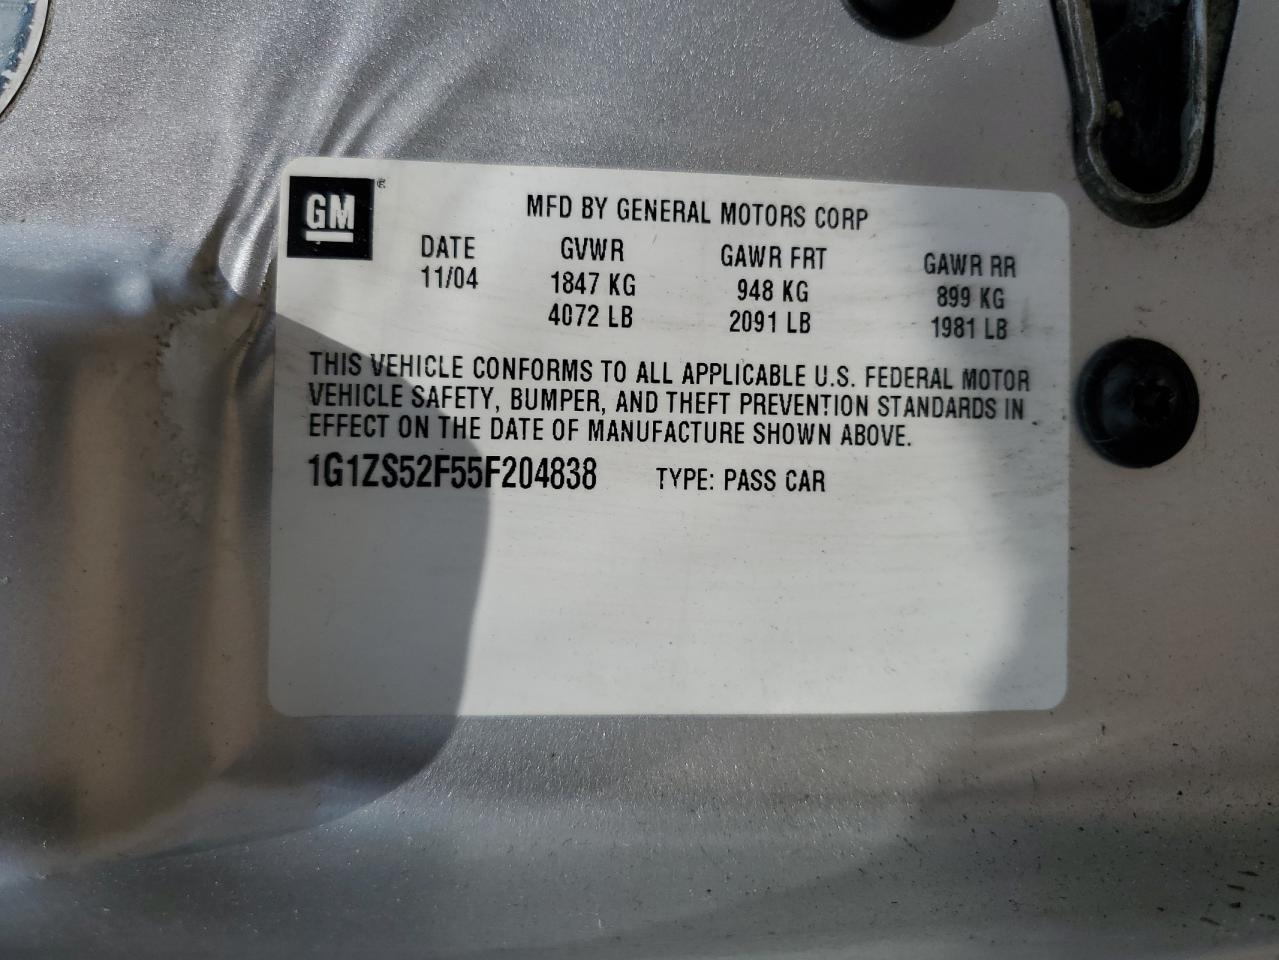 GM ®
MFD BY GENERAL MOTORS CORP
DATE GVWR GAWR FRT GAWR RR
11/04 1847 KG 948 KG 899 KG
4072 LB 2091 LB 1981 LB
THIS VEHICLE CONFORMS TO ALL APPLICABLE U.S. FEDERAL MOTOR
VEHICLE SAFETY, BUMPER, AND THEFT PREVENTION STANDARDS IN
EFFECT ON THE DATE OF MANUFACTURE SHOWN ABOVE.
1G1ZS52F55F204838 TYPE: PASS CAR